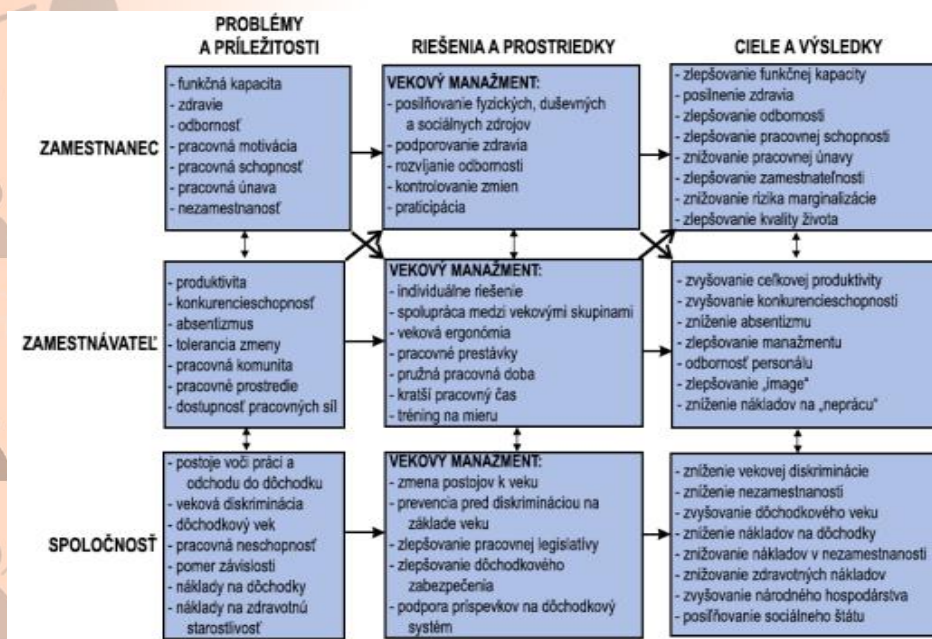 PROBLÉMY
A PRÍLEŽITOSTI
RIEŠENIA A PROSTRIEDKY
CIELE A VÝSLEDKY
ZAMESTNANEC
- funkčná kapacita
- zdravie
- odbornosť
- pracovná motivácia
- pracovná schopnosť
- pracovná únava
- nezamestnanosť
VEKOVÝ MANAŽMENT:
- posilňovanie fyzických, duševných
a sociálnych zdrojov
- podporovanie zdravia
- rozvíjanie odbornosti
- kontrolovanie zmien
- praticipácia
- zlepšovanie funkčnej kapacity
- posilnenie zdravia
- zlepšovanie odbornosti
- zlepšovanie pracovnej schopnosti
- znižovanie pracovnej únavy
- zlepšovanie zamestnateľnosti
- znižovanie rizika marginalizácie
- zlepšovanie kvality života
ZAMESTNÁVATEĽ
- produktivita
- konkurencieschopnosť
- absentizmus
- tolerancia zmeny
- pracovná komunita
- pracovné prostredie
- dostupnosť pracovných síl
VEKOVÝ MANAŽMENT:
- individuálne riešenie
- spolupráca medzi vekovými skupinami
- veková ergonómia
- pracovné prestávky
- pružná pracovná doba
- kratší pracovný čas
- tréning na mieru
- zvyšovanie celkovej produktivity
- zvyšovanie konkurencieschopnosti
- zníženie absentizmu
- zlepšovanie manažmentu
- odbornosť personálu
- zlepšovanie „image“
- zníženie nákladov na „neprácu“
SPOLOČNOSŤ
- postoje voči práci a
odchodu do dôchodku
- veková diskriminácia
- dôchodkový vek
- pracovná neschopnosť
- pomer závislosti
- náklady na dôchodky
- náklady na zdravotnú
starostlivosť
VEKOVÝ MANAŽMENT:
- zmena postojov k veku
- prevencia pred diskrimináciou na
základe veku
- zlepšovanie pracovnej legislatívy
- zlepšovanie dôchodkového
zabezpečenia
- podpora príspevkov na dôchodkový
systém
- zníženie vekovej diskriminácie
- zníženie nezamestnanosti
- zvyšovanie dôchodkového veku
- zníženie nákladov na dôchodky
- znižovanie nákladov v nezamestnanosti
- znižovanie zdravotných nákladov
- zvyšovanie národného hospodárstva
- posilňovanie sociálneho štátu